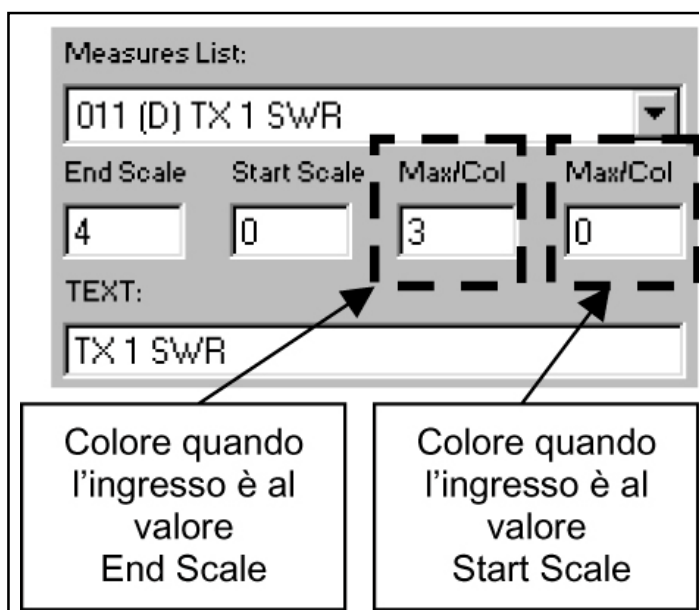 Measures List:
011 (D) TX 1 SWR
End Scale Start Scale Max/Col Max/Col
4 0 3 0
TEXT:
TX 1 SWR
Colore quando
l'ingresso è al
valore
End Scale
Colore quando
l'ingresso è al
valore
Start Scale